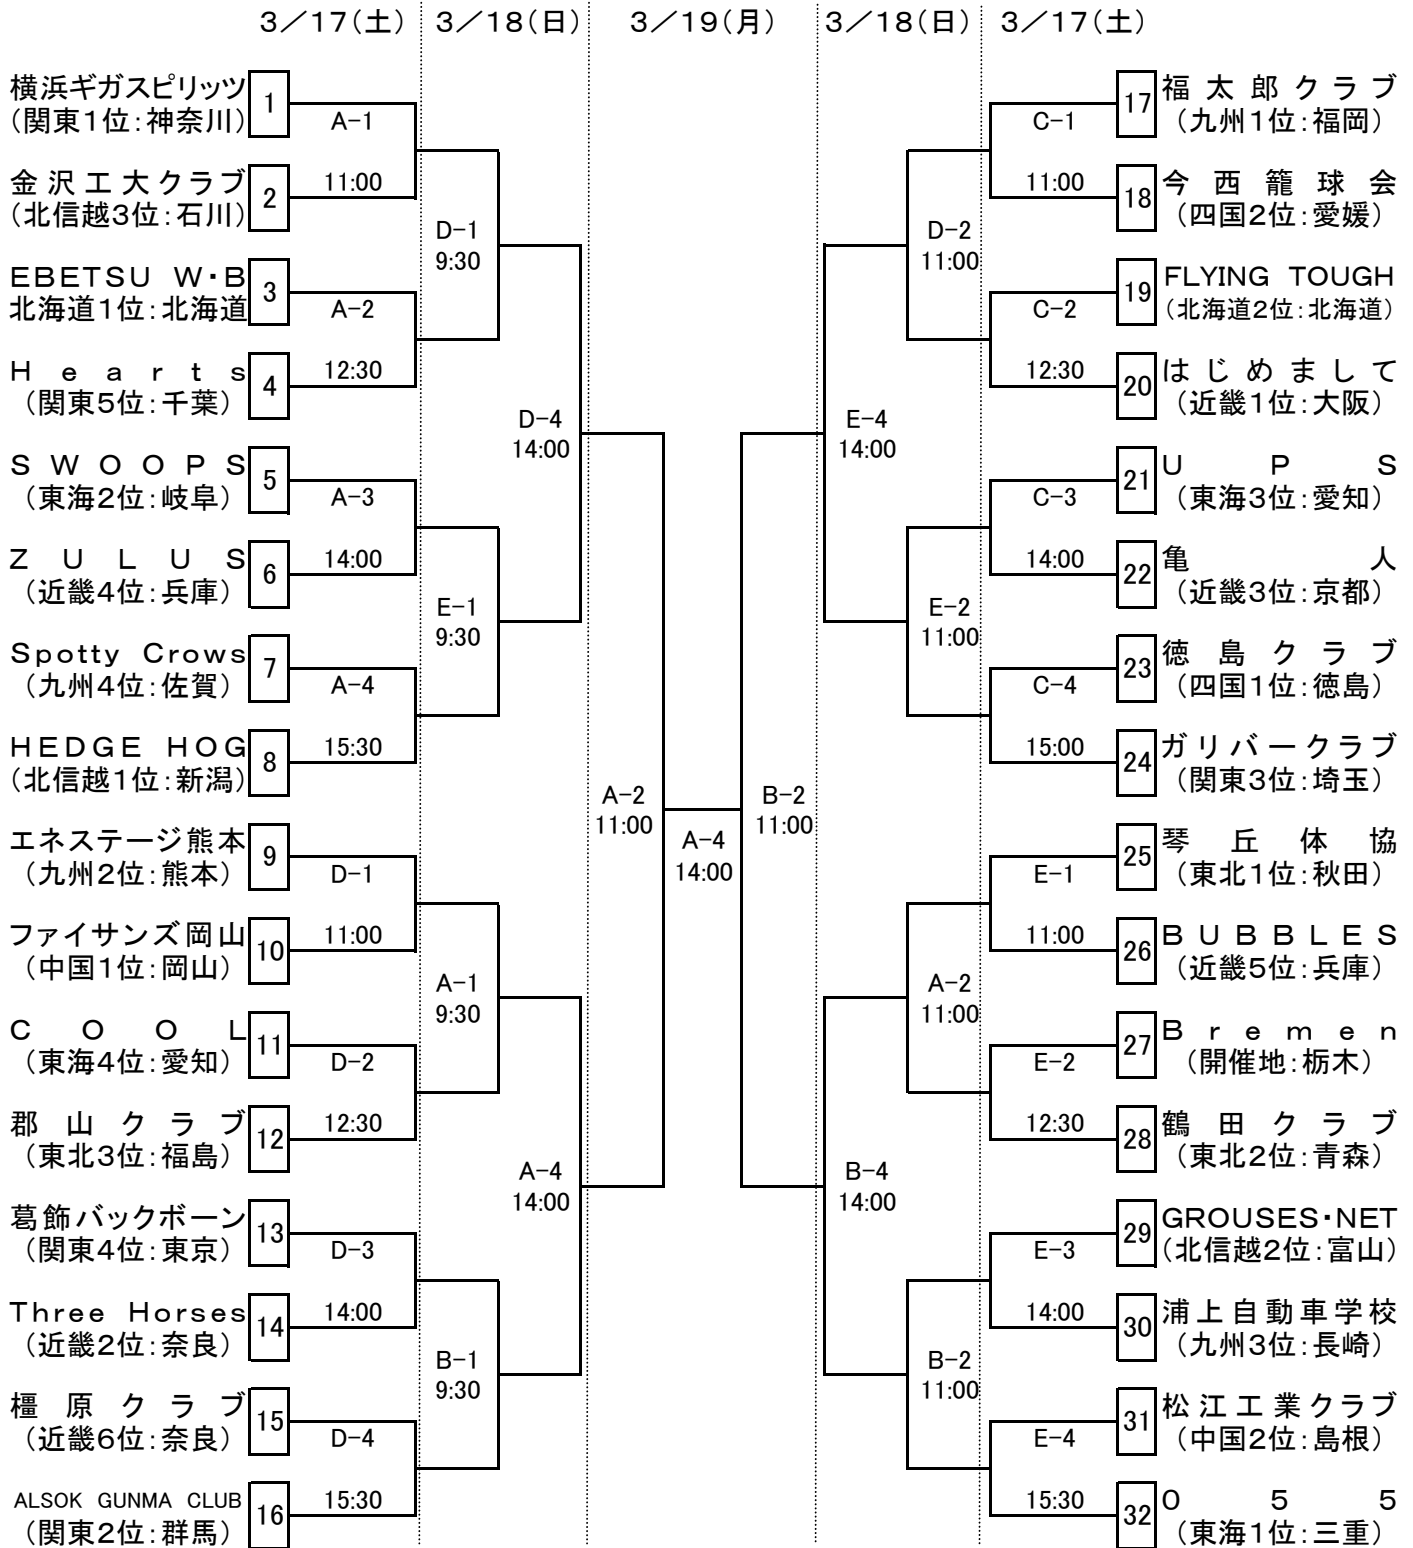 3／17(土) 3／18(日) 3／19(月) 3／18(日) 3／17(土)
横浜ギガスピリッツ
(関東1位:神奈川)
1
A-1
11:00
金沢工大クラブ
(北信越3位:石川)
2
D-1
9:30
EBETSU W・B
北海道1位:北海道
3
A-2
12:30
Hearts
(関東5位:千葉)
4
D-4
14:00
SWOOPS
(東海2位:岐阜)
5
A-3
14:00
ZULUS
(近畿4位:兵庫)
6
E-1
9:30
Spotty Crows
(九州4位:佐賀)
7
A-4
15:30
HEDGE HOG
(北信越1位:新潟)
8
A-2
11:00
エネステージ熊本
(九州2位:熊本)
9
D-1
11:00
ファイサンズ岡山
(中国1位:岡山)
10
A-1
9:30
COOL
(東海4位:愛知)
11
D-2
12:30
郡山クラブ
(東北3位:福島)
12
A-4
14:00
葛飾バックボーン
(関東4位:東京)
13
D-3
14:00
Three Horses
(近畿2位:奈良)
14
B-1
9:30
橿原クラブ
(近畿6位:奈良)
15
D-4
15:30
ALSOK GUNMA CLUB
(関東2位:群馬)
16
A-4
14:00
17
福太郎クラブ
(九州1位:福岡)
C-1
11:00
18
今西籠球会
(四国2位:愛媛)
D-2
11:00
19
FLYING TOUGH
(北海道2位:北海道)
C-2
12:30
20
はじめまして
(近畿1位:大阪)
E-4
14:00
21
UPS
(東海3位:愛知)
C-3
14:00
22
亀人
(近畿3位:京都)
E-2
11:00
23
徳島クラブ
(四国1位:徳島)
C-4
15:00
24
ガリバークラブ
(関東3位:埼玉)
B-2
11:00
25
琴丘体協
(東北1位:秋田)
E-1
11:00
26
BUBBLES
(近畿5位:兵庫)
A-2
11:00
27
Bremen
(開催地:栃木)
E-2
12:30
28
鶴田クラブ
(東北2位:青森)
B-4
14:00
29
GROUSES・NET
(北信越2位:富山)
E-3
14:00
30
浦上自動車学校
(九州3位:長崎)
B-2
11:00
31
松江工業クラブ
(中国2位:島根)
E-4
15:30
32
055
(東海1位:三重)